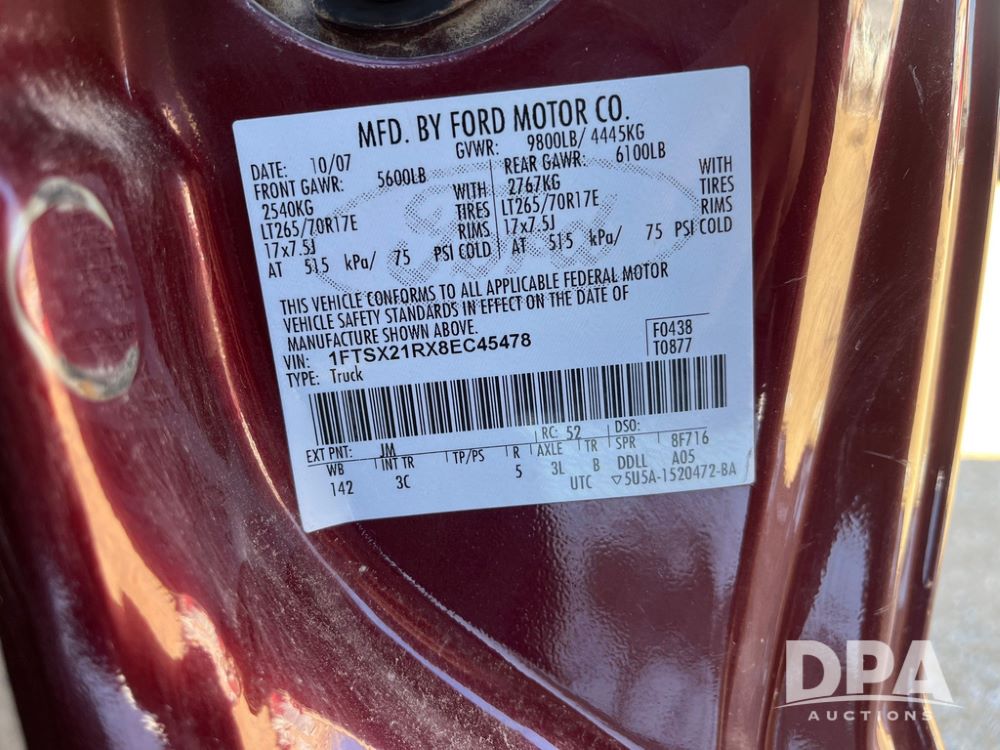 MFD. BY FORD MOTOR CO.
DATE: 10/07 GVWR: 9800LB/ 4445KG
FRONT GAWR: 5600LB REAR GAWR: 6100LB
2540KG WITH 2767KG WITH
LT265/70R17E TIRES LT265/70R17E TIRES
17x7.5J RIMS 17x7.5J RIMS
AT 515 kPa/ 75 PSI COLD AT 515 kPa/ 75 PSI COLD
Ford
THIS VEHICLE CONFORMS TO ALL APPLICABLE FEDERAL MOTOR
VEHICLE SAFETY STANDARDS IN EFFECT ON THE DATE OF
MANUFACTURE SHOWN ABOVE.
VIN: 1FTSX21RX8EC45478 F0438
TYPE: Truck T0877
EXT PNT: JM RC: 52 DSO:
WB INT TR TP/PS R AXLE TR SPR 8F716
142 3C 5 3L B DDLL A05
UTC ▽5U5A-1520472-BA
DPA
AUCTIONS